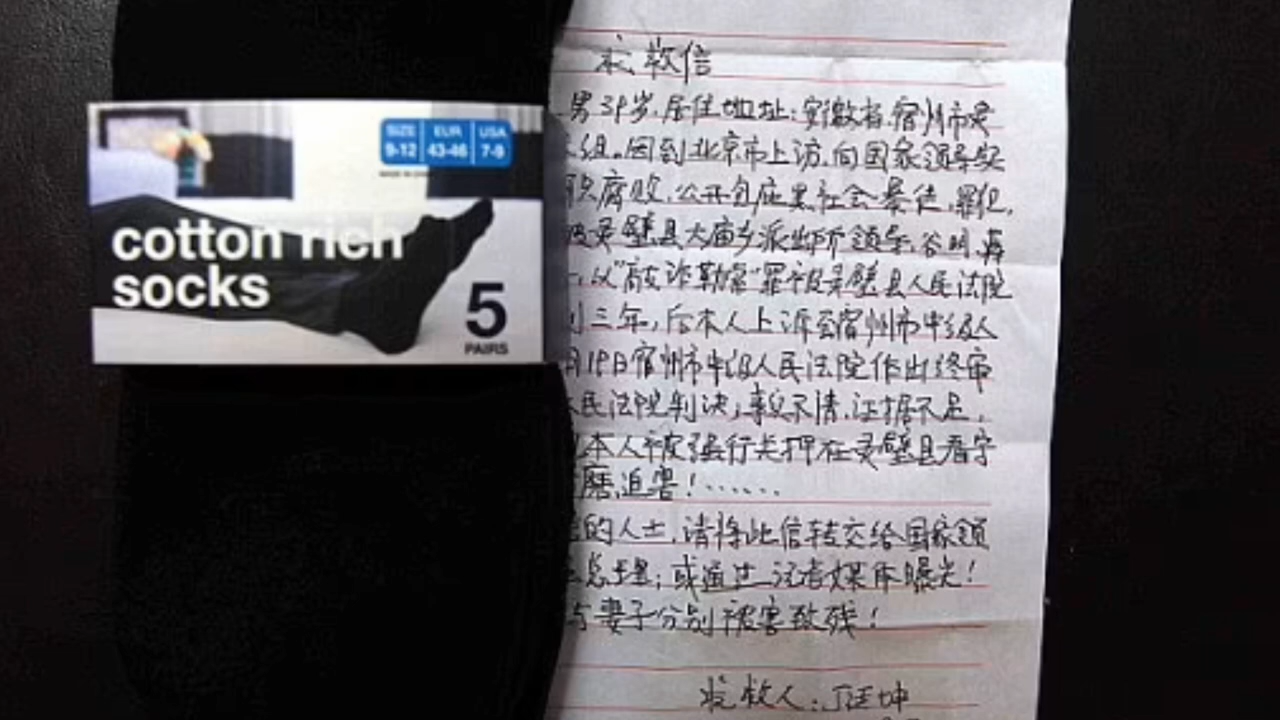 SIZE 9-12 EUR 43-46 USA 7-9
cotton rich
socks
5
PAIRS
求救信
男39岁.居住地址:安徽省宿州市灵
组.因到北京市上访.向国家领导
腐败,公开包庇黑社会暴徒,罪犯,
灵璧县大庙乡派出所领导,谷明,
,以"敲诈勒索"罪被灵璧县人民法院
三年,后本人上诉至宿州市中级人
月19日宿州市中级人民法院作出终审
民法院判决,事实不清.证据不足,
本人被强行关押在灵璧县看守
磨迫害!……
的人士,请将此信转交给国家领
总理;或通过记者媒体曝光!
与妻子分别被害致残!
求救人:丁廷坤